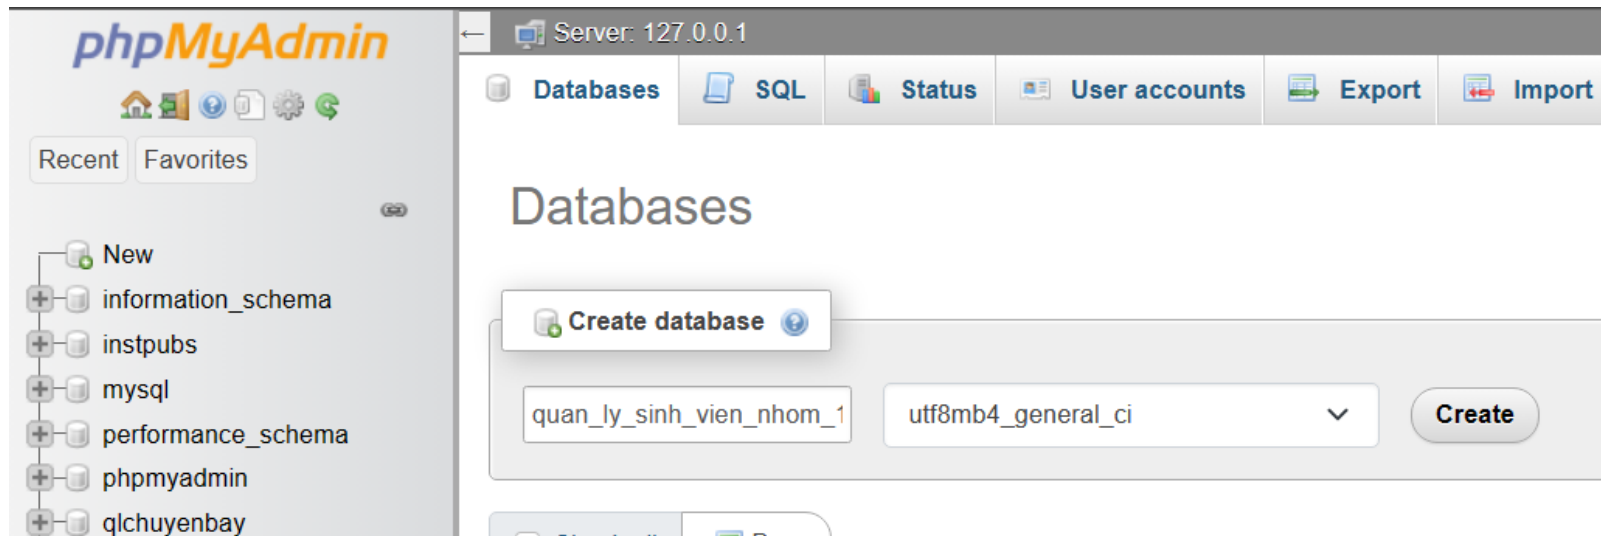 phpMyAdmin
Recent
Favorites
New
information_schema
instpubs
mysql
performance_schema
phpmyadmin
qlchuyenbay
←
Server: 127.0.0.1
Databases
SQL
Status
User accounts
Export
Import
Databases
Create database
quan_ly_sinh_vien_nhom_1
utf8mb4_general_ci
Create